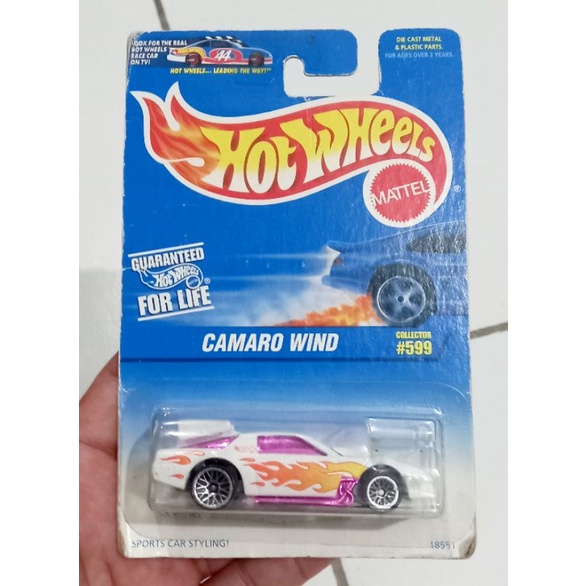 LOOK FOR THE REAL
HOT WHEELS
RACE CAR
ON TV!
44
HOT WHEELS... LEADING THE WAY!™
DIE CAST METAL
& PLASTIC PARTS.
FOR AGES OVER 3 YEARS.
HOT WHEELS
MATTEL
®
GUARANTEED
HOT WHEELS
®
FOR LIFE
CAMARO WIND
COLLECTOR
#599
SPORTS CAR STYLING!
18551